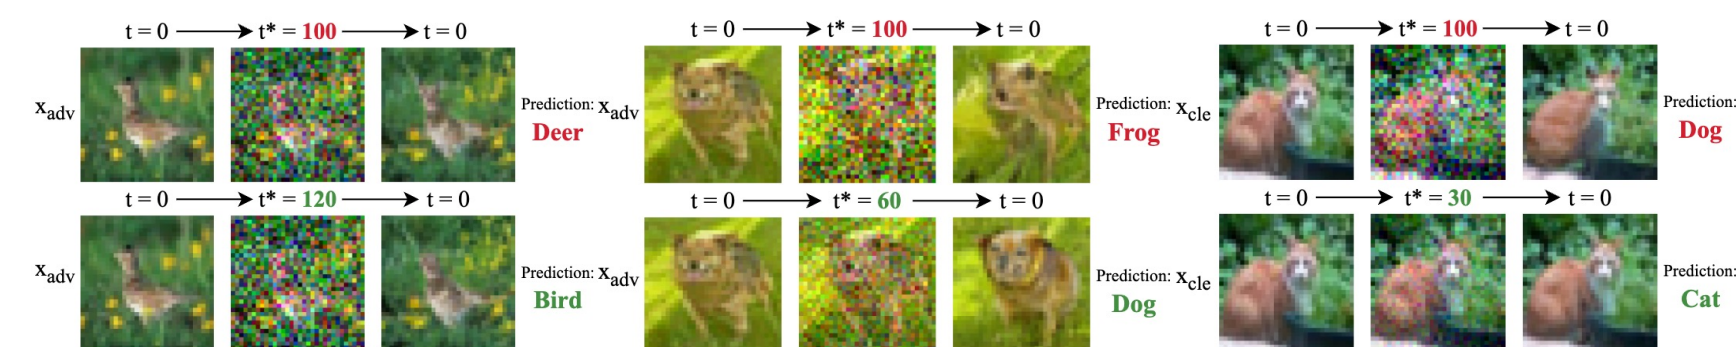 t = 0 → t* = 100 → t = 0
x_adv
Prediction:
Deer
t = 0 → t* = 120 → t = 0
x_adv
Prediction:
Bird
t = 0 → t* = 100 → t = 0
x_adv
Prediction:
Frog
t = 0 → t* = 60 → t = 0
x_adv
Prediction:
Dog
t = 0 → t* = 100 → t = 0
x_cle
Prediction:
Dog
t = 0 → t* = 30 → t = 0
x_cle
Prediction:
Cat